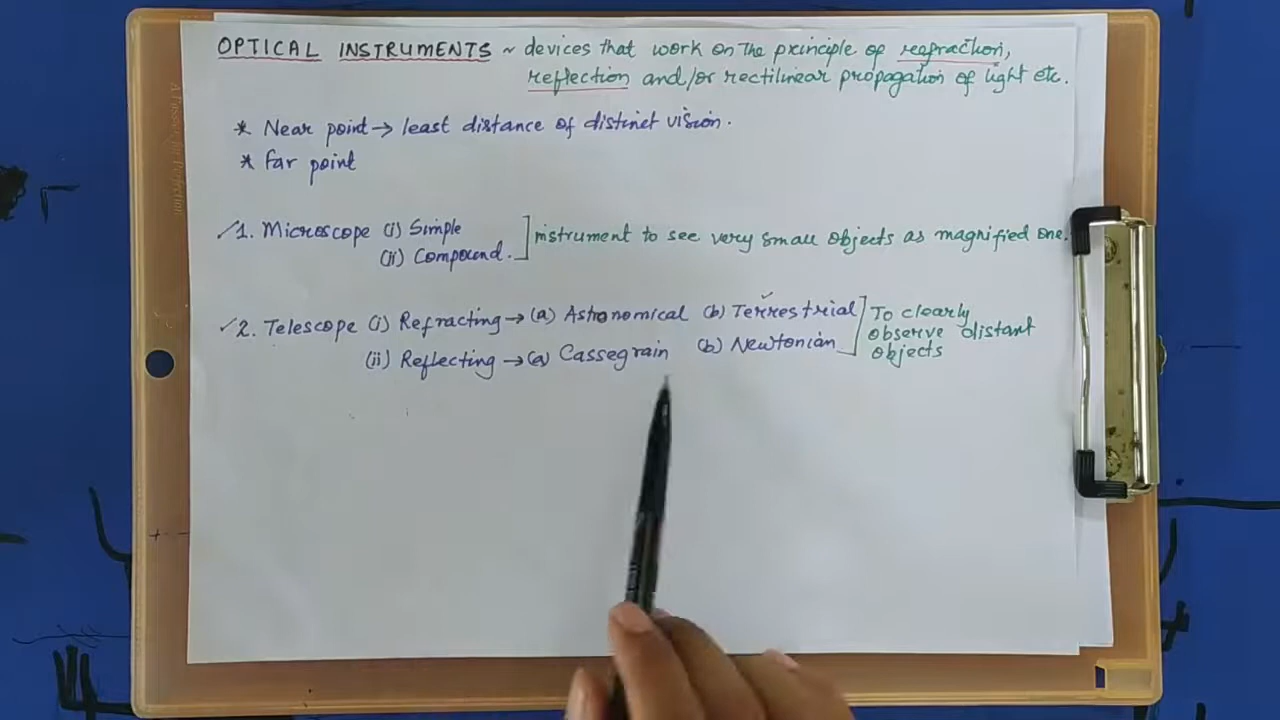 OPTICAL INSTRUMENTS ~ devices that work on the principle of reafraction,
reflection and/or rectilinear propagation of light etc.
* Near point → least distance of distinct vision.
* Far point
1. Microscope (i) Simple
(ii) Compound.
instrument to see very small objects as magnified one.
2. Telescope (i) Refracting → (a) Astronomical (b) Terrestrial
(ii) Reflecting → (a) Cassegrain (b) Newtonian
To clearly
observe distant
objects